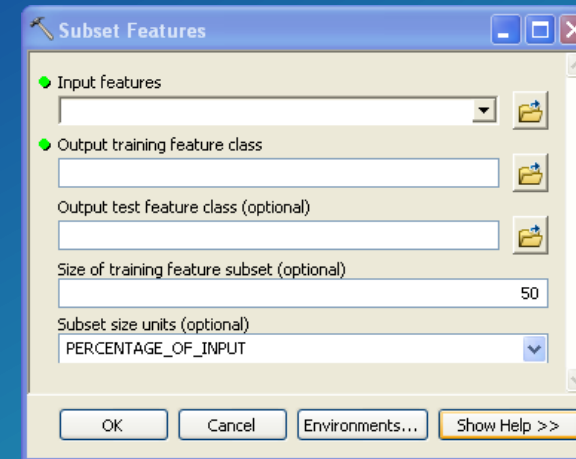 Subset Features
Input features
Output training feature class
Output test feature class (optional)
Size of training feature subset (optional)
50
Subset size units (optional)
PERCENTAGE_OF_INPUT
OK Cancel Environments... Show Help >>